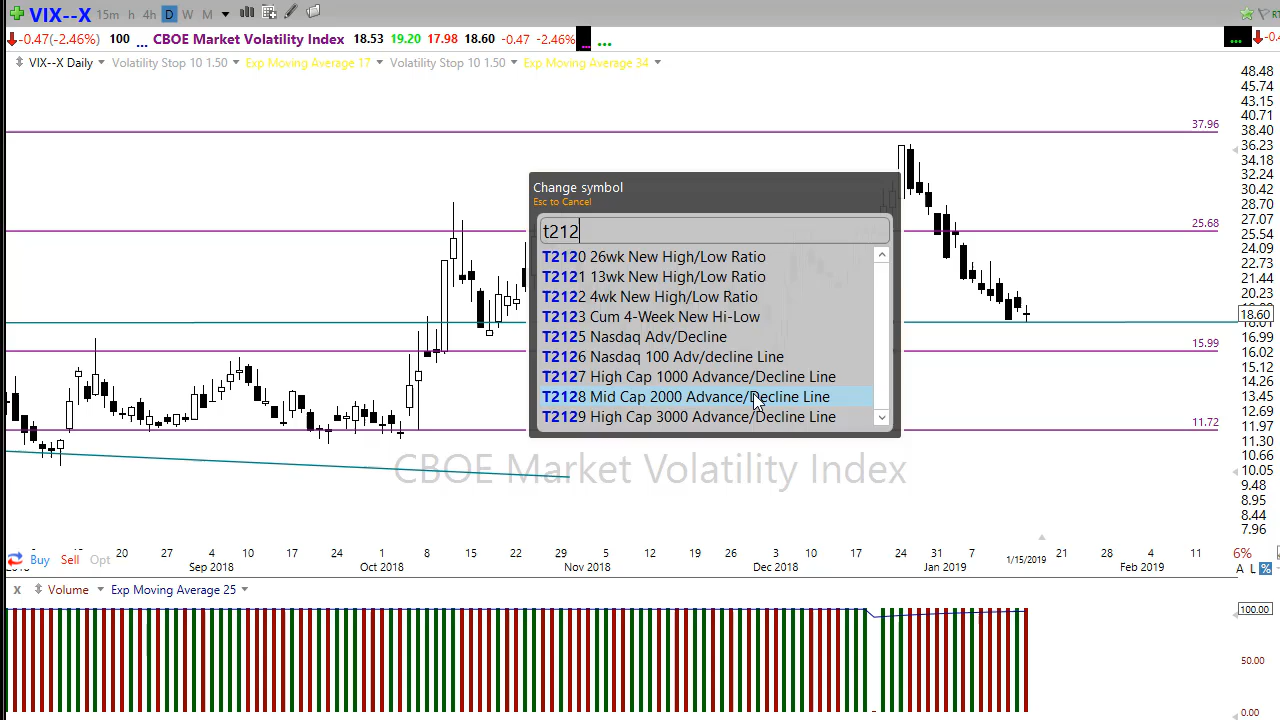 VIX--X 15m 1h 4h D W M
-0.47(-2.46%) 100 ... CBOE Market Volatility Index 18.53 19.20 17.98 18.60 -0.47 -2.46% ... ...
VIX--X Daily Volatility Stop 10 1.50 Exp Moving Average 17 Volatility Stop 10 1.50 Exp Moving Average 34
48.48
45.74
43.15
40.71
37.96
38.40
36.23
34.18
32.24
30.42
28.70
27.07
25.68
25.54
24.09
22.73
21.44
20.23
18.60
16.99
15.99
16.02
15.12
14.26
13.45
12.69
11.72
11.97
11.30
10.66
10.05
9.48
8.95
8.44
7.96
Change symbol
Esc to Cancel
t212
T2120 26wk New High/Low Ratio
T2121 13wk New High/Low Ratio
T2122 4wk New High/Low Ratio
T2123 Cum 4-Week New Hi-Low
T2125 Nasdaq Adv/Decline
T2126 Nasdaq 100 Adv/decline Line
T2127 High Cap 1000 Advance/Decline Line
T2128 Mid Cap 2000 Advance/Decline Line
T2129 High Cap 3000 Advance/Decline Line
CBOE Market Volatility Index
Buy Sell Opt
20 27 4 10 17 24 1 8 15 22 29 5 12 19 3 10 17 24 31 7 1/15/2019 21 28 4 11 6%
Sep 2018 Oct 2018 Nov 2018 Dec 2018 Jan 2019 Feb 2019 A L %
x Volume Exp Moving Average 25
100.00
50.00
0.00